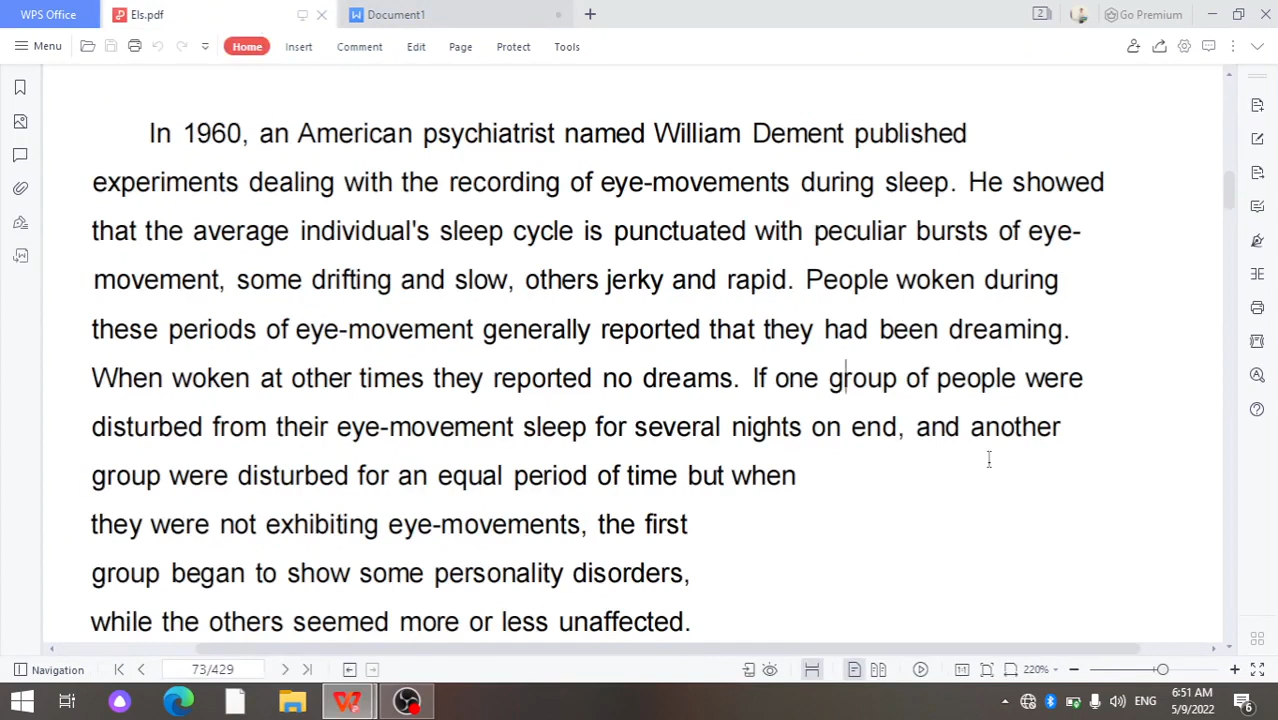 WPS Office
Els.pdf
Document1
2
Go Premium
Menu
Home
Insert
Comment
Edit
Page
Protect
Tools
In 1960, an American psychiatrist named William Dement published
experiments dealing with the recording of eye-movements during sleep. He showed
that the average individual's sleep cycle is punctuated with peculiar bursts of eye-
movement, some drifting and slow, others jerky and rapid. People woken during
these periods of eye-movement generally reported that they had been dreaming.
When woken at other times they reported no dreams. If one group of people were
disturbed from their eye-movement sleep for several nights on end, and another
group were disturbed for an equal period of time but when
they were not exhibiting eye-movements, the first
group began to show some personality disorders,
while the others seemed more or less unaffected.
Navigation
73/429
220%
ENG
6:51 AM
5/9/2022
6